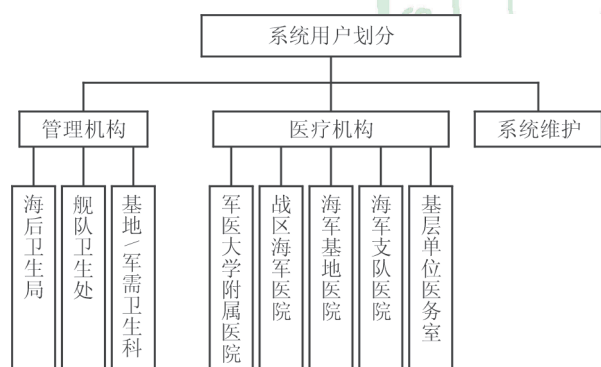 系统用户划分
管理机构
医疗机构
系统维护
海后卫生局
舰队卫生处
基地/军需卫生科
军医大学附属医院
战区海军医院
海军基地医院
海军支队医院
基层单位医务室